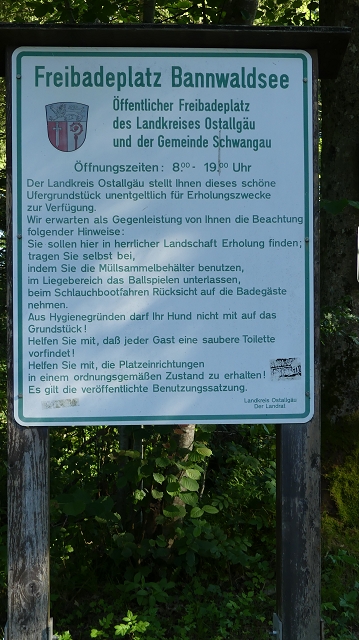 Freibadeplatz Bannwaldsee
Öffentlicher Freibadeplatz
des Landkreises Ostallgäu
und der Gemeinde Schwangau
Öffnungszeiten: 8.00 - 19.00 Uhr
Der Landkreis Ostallgäu stellt Ihnen dieses schöne
Ufergrundstück unentgeltlich für Erholungszwecke
zur Verfügung.
Wir erwarten als Gegenleistung von Ihnen die Beachtung
folgender Hinweise:
Sie sollen hier in herrlicher Landschaft Erholung finden;
tragen Sie selbst bei,
indem Sie die Müllsammelbehälter benutzen,
im Liegebereich das Ballspielen unterlassen,
beim Schlauchbootfahren Rücksicht auf die Badegäste
nehmen.
Aus Hygienegründen darf Ihr Hund nicht mit auf das
Grundstück!
Helfen Sie mit, daß jeder Gast eine saubere Toilette
vorfindet!
Helfen Sie mit, die Platzeinrichtungen
in einem ordnungsgemäßen Zustand zu erhalten!
Es gilt die veröffentlichte Benutzungssatzung.
Landkreis Ostallgäu
Der Landrat